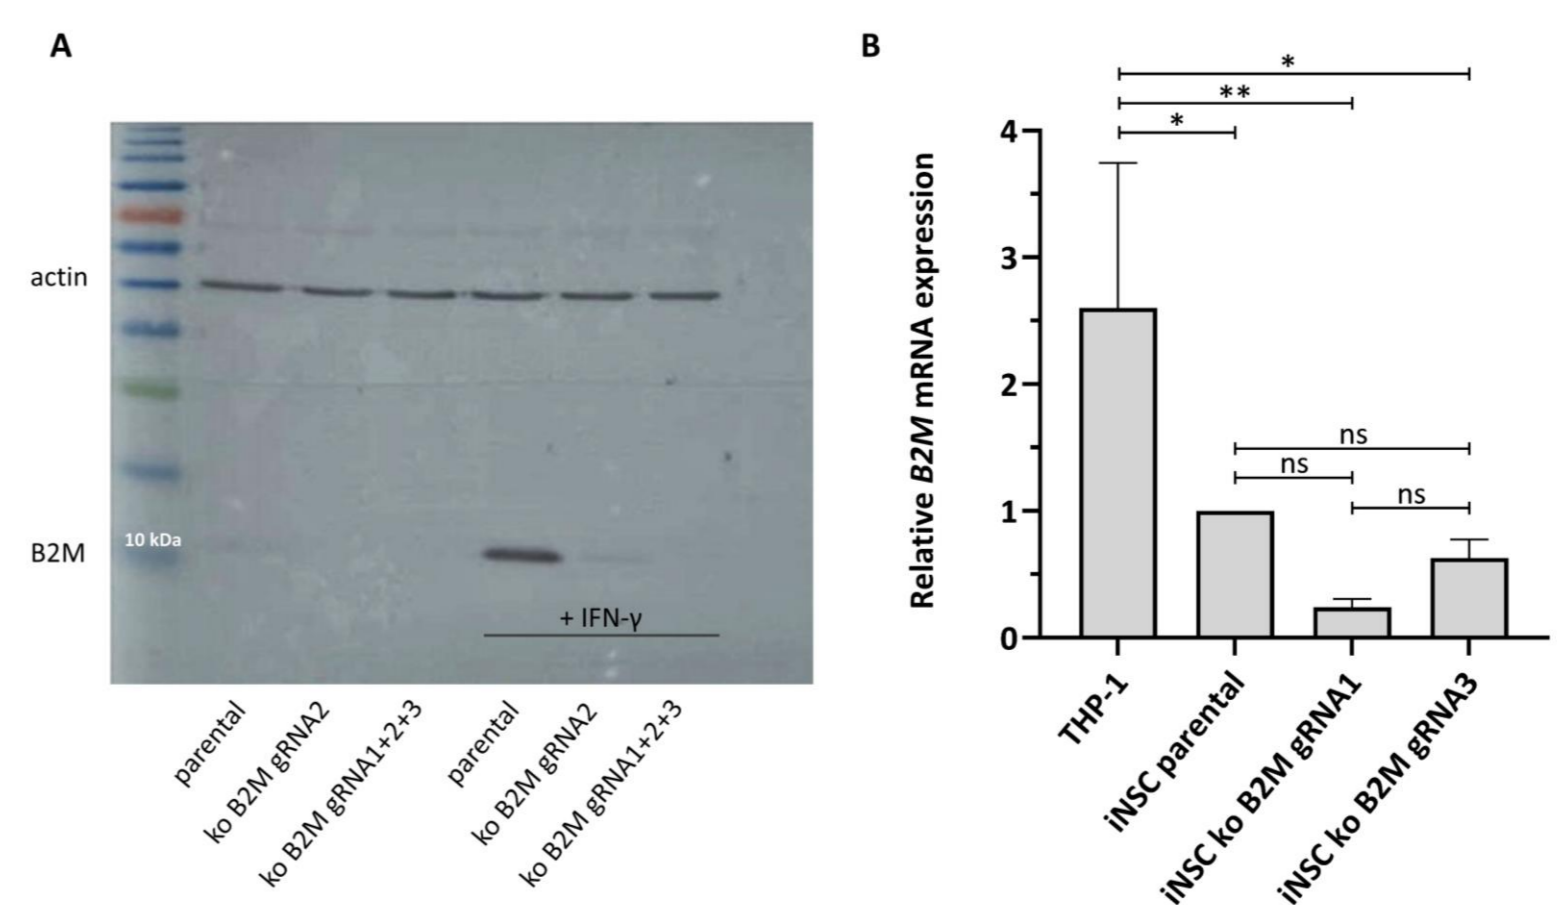 A
actin
B2M
10 kDa
+ IFN-γ
parental
ko B2M gRNA2
ko B2M gRNA1+2+3
parental
ko B2M gRNA2
ko B2M gRNA1+2+3
B
*
**
*
Relative B2M mRNA expression
4
3
2
1
0
ns
ns
ns
THP-1
iNSC parental
iNSC ko B2M gRNA1
iNSC ko B2M gRNA3